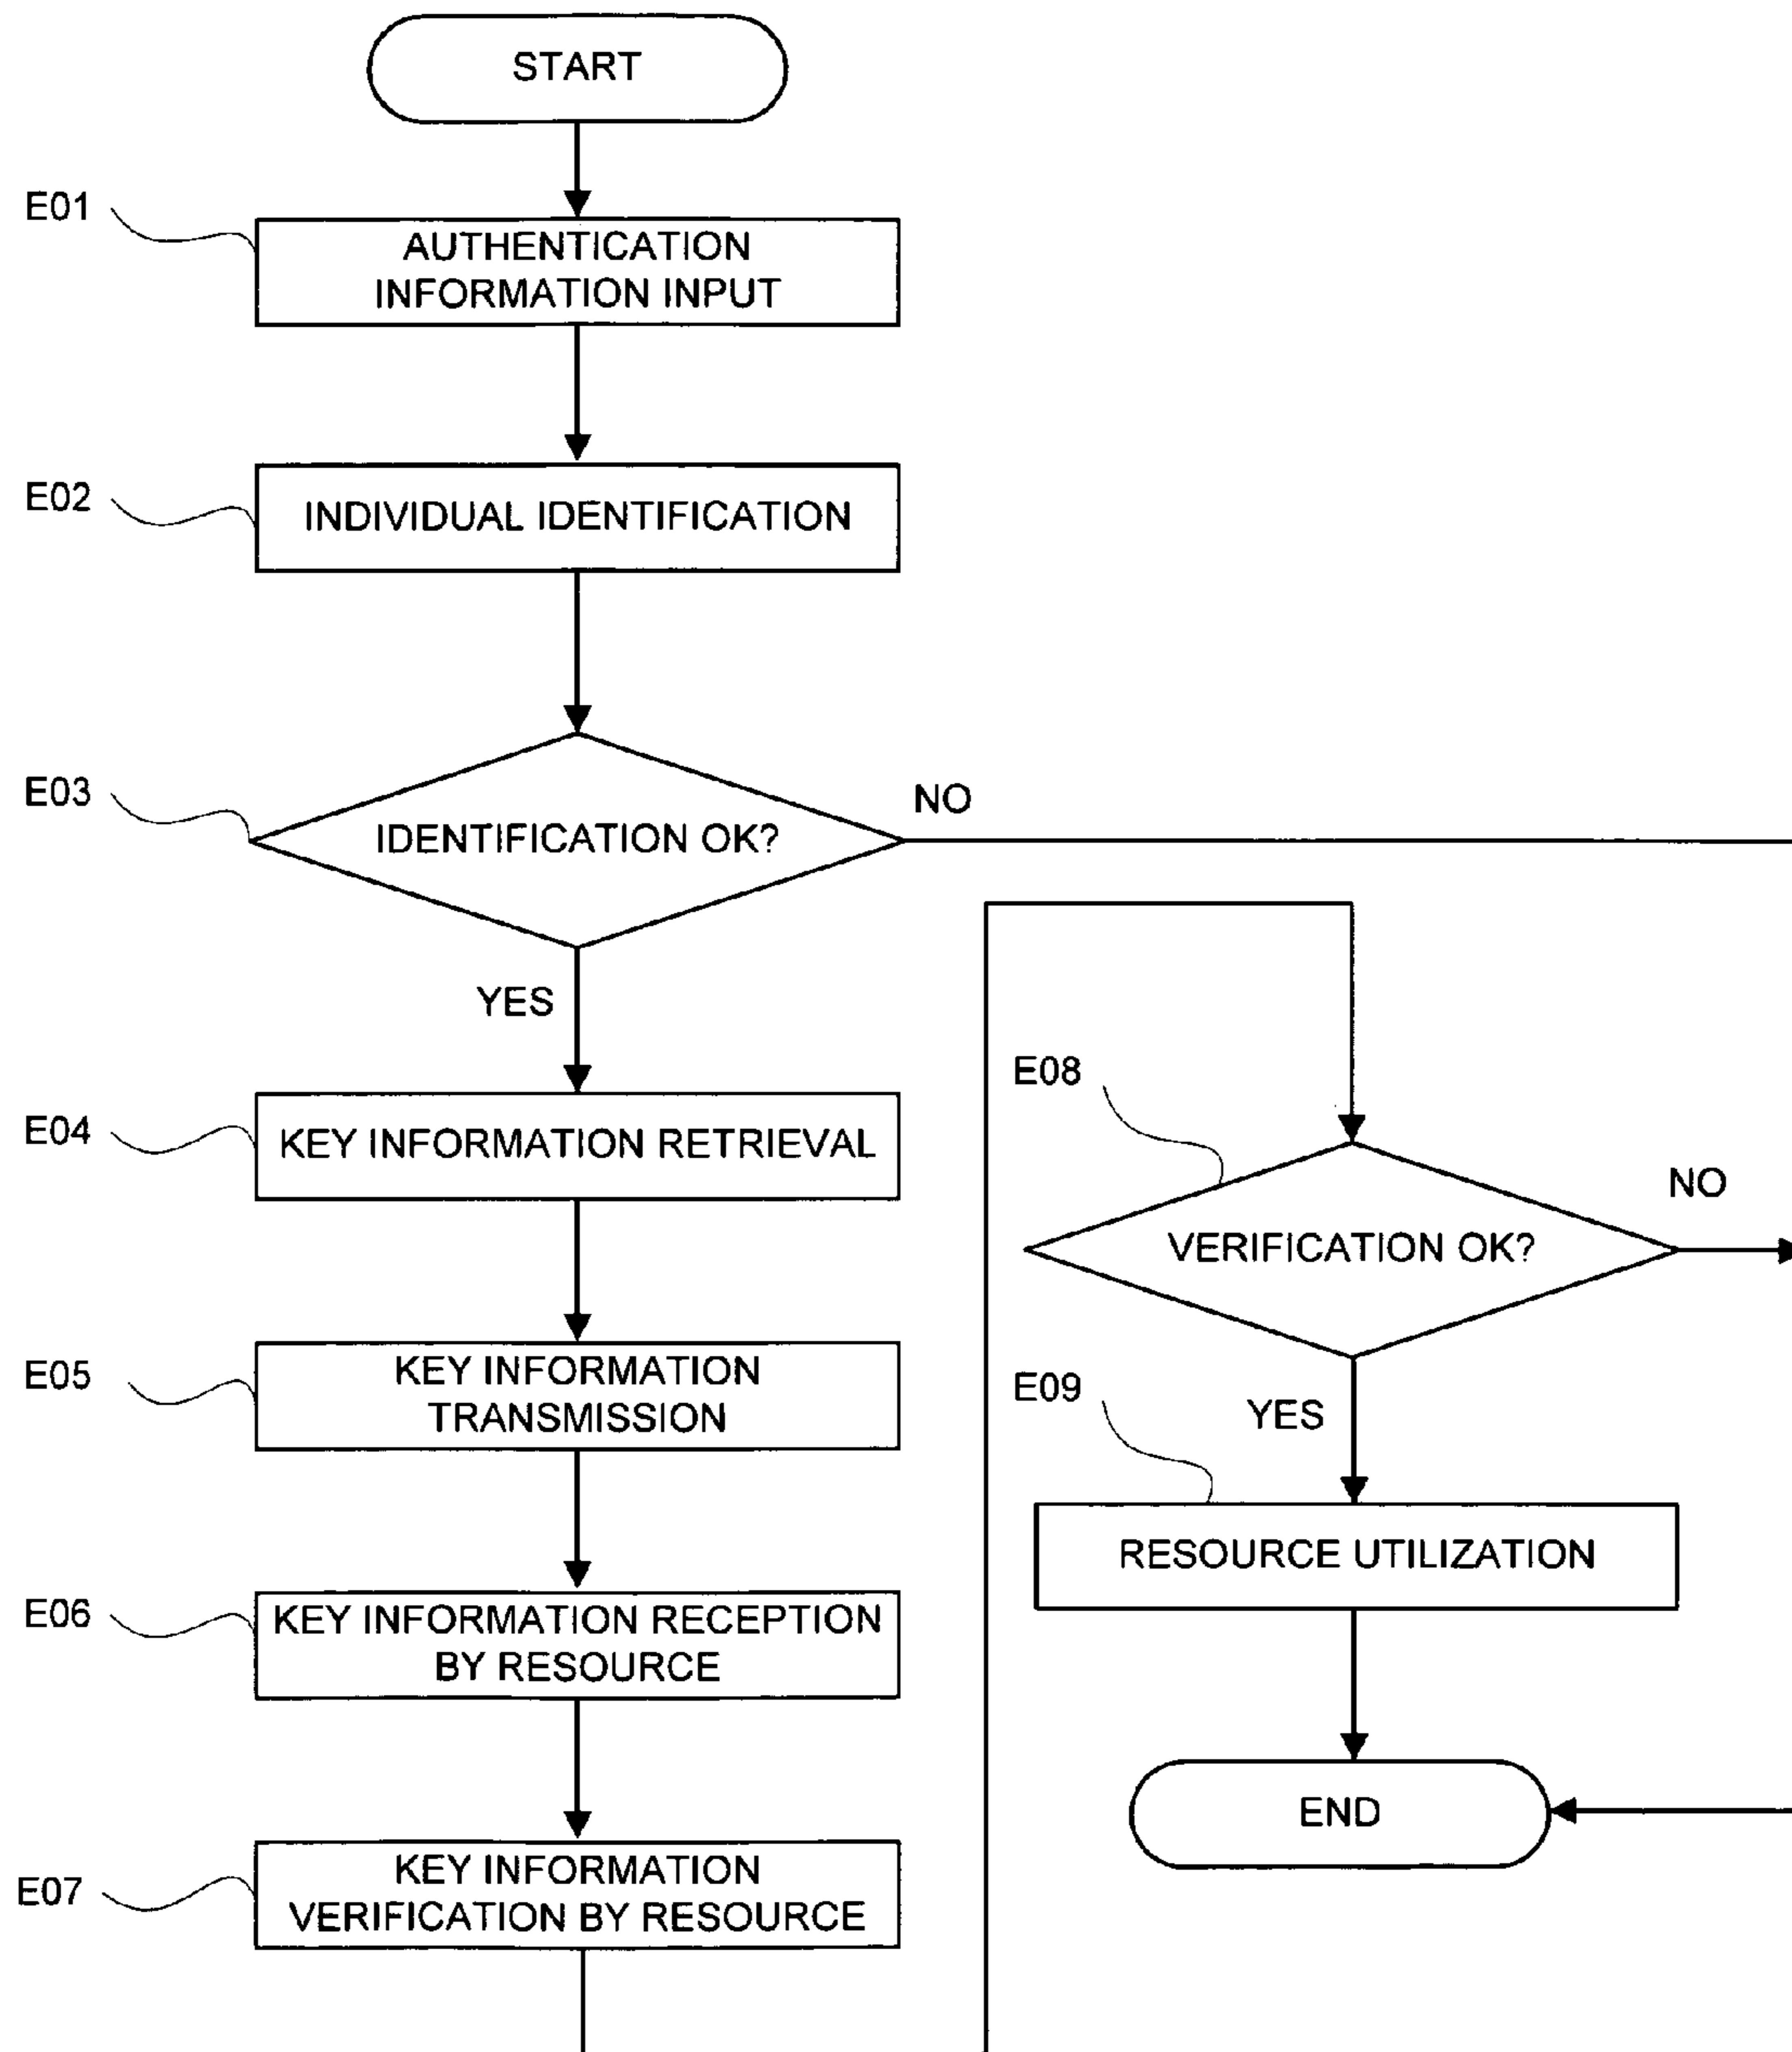 START
E01
AUTHENTICATION
INFORMATION INPUT
E02
INDIVIDUAL IDENTIFICATION
E03
IDENTIFICATION OK?
NO
YES
E04
KEY INFORMATION RETRIEVAL
E05
KEY INFORMATION
TRANSMISSION
E06
KEY INFORMATION RECEPTION
BY RESOURCE
E07
KEY INFORMATION
VERIFICATION BY RESOURCE
E08
VERIFICATION OK?
NO
YES
E09
RESOURCE UTILIZATION
END